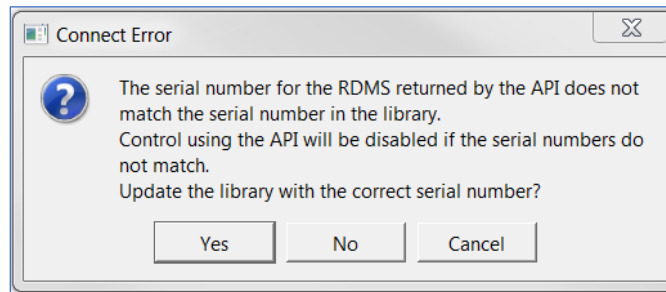 Connect Error
The serial number for the RDMS returned by the API does not
match the serial number in the library.
Control using the API will be disabled if the serial numbers do
not match.
Update the library with the correct serial number?
Yes No Cancel